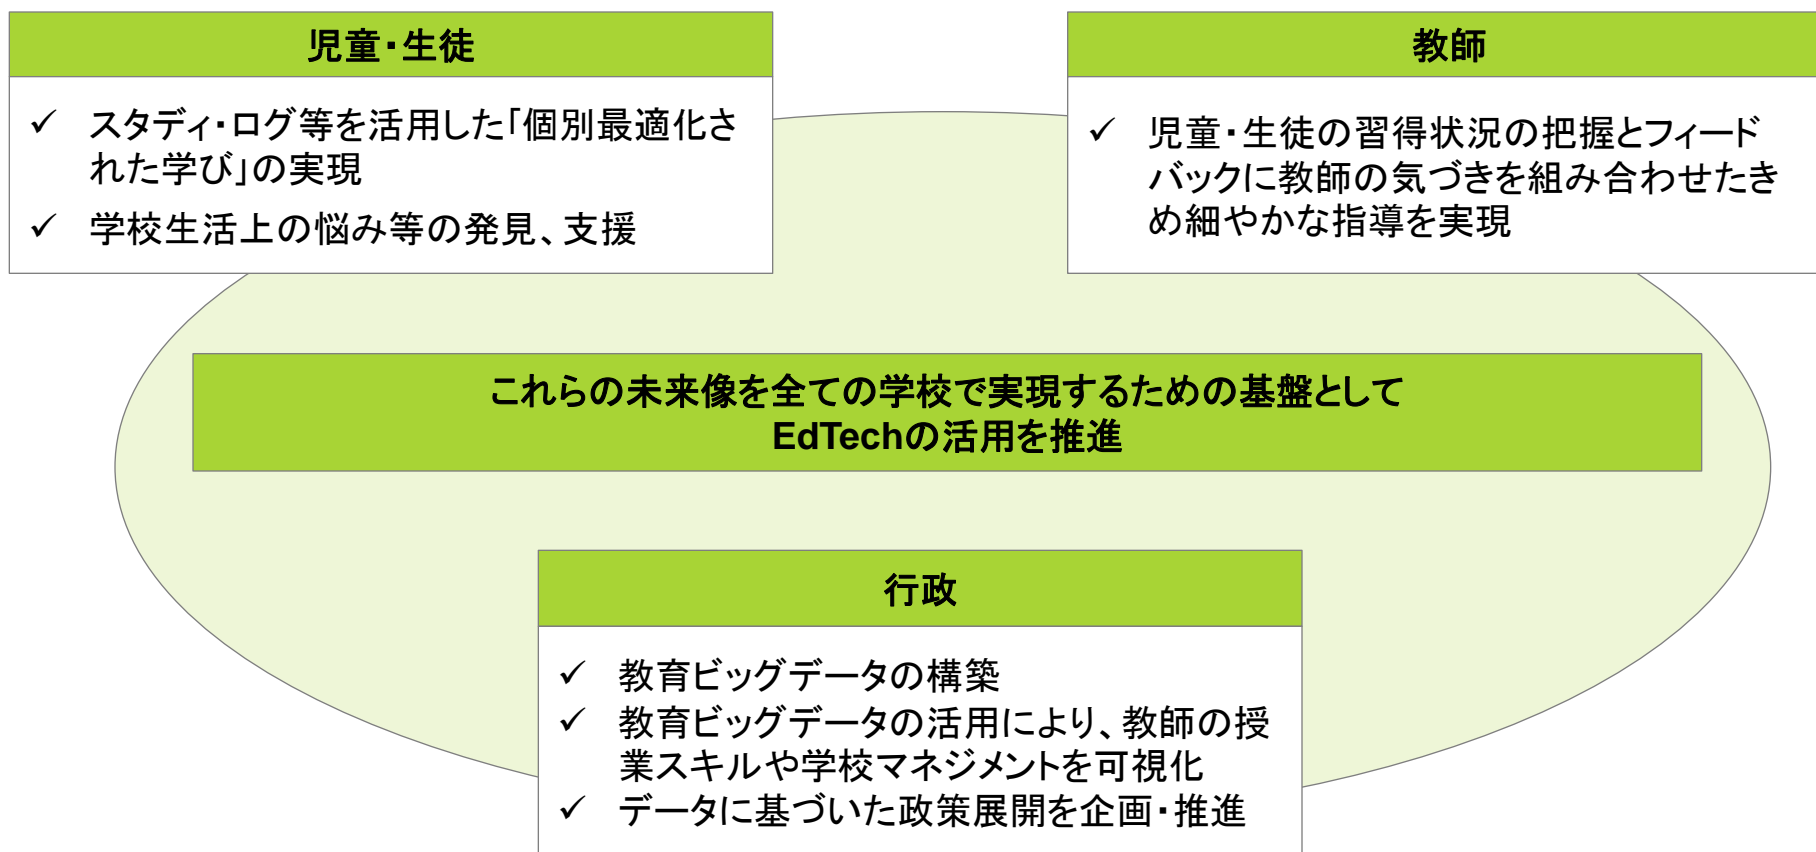 児童・生徒
✓ スタディ・ログ等を活用した「個別最適化さ
れた学び」の実現
✓ 学校生活上の悩み等の発見、支援
教師
✓ 児童・生徒の習得状況の把握とフィード
バックに教師の気づきを組み合わせたき
め細やかな指導を実現
これらの未来像を全ての学校で実現するための基盤として
EdTechの活用を推進
行政
✓ 教育ビッグデータの構築
✓ 教育ビッグデータの活用により、教師の授
業スキルや学校マネジメントを可視化
✓ データに基づいた政策展開を企画・推進